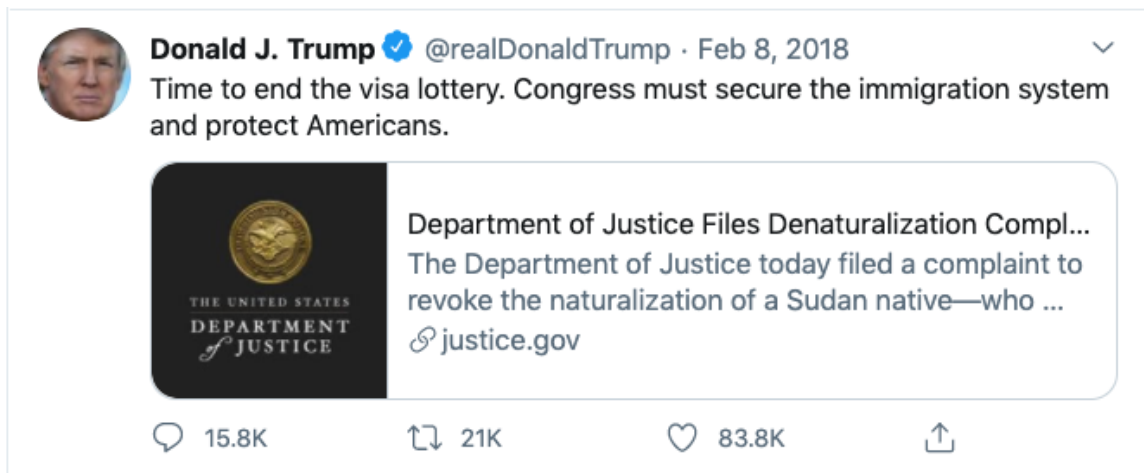 Donald J. Trump @realDonaldTrump · Feb 8, 2018
Time to end the visa lottery. Congress must secure the immigration system
and protect Americans.
THE UNITED STATES
DEPARTMENT
of JUSTICE
Department of Justice Files Denaturalization Compl...
The Department of Justice today filed a complaint to
revoke the naturalization of a Sudan native—who ...
justice.gov
15.8K 21K 83.8K